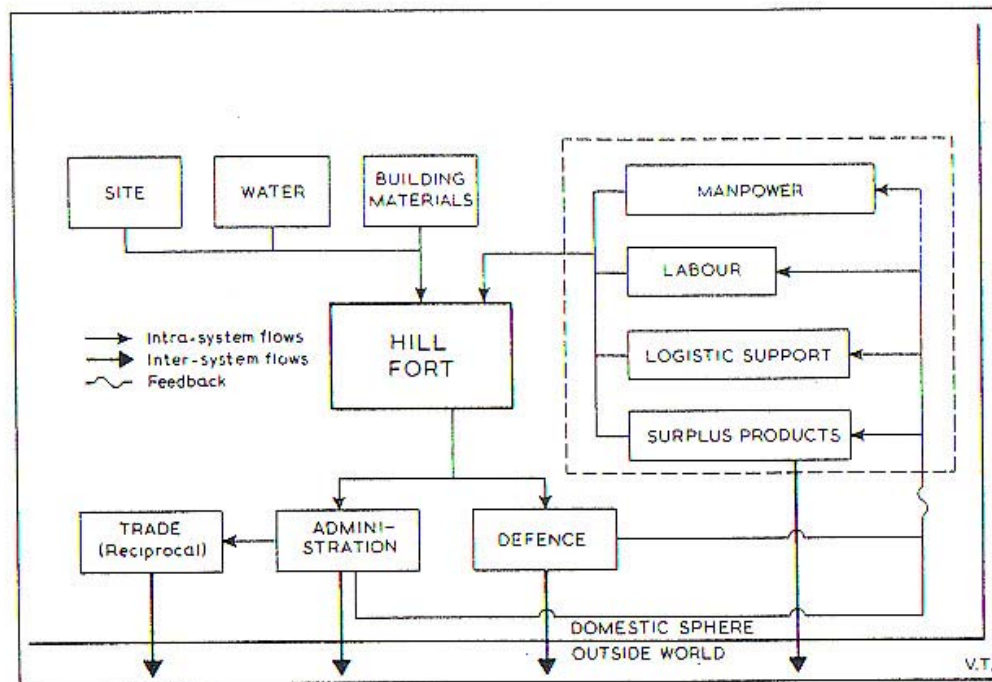 SITE
WATER
BUILDING
MATERIALS
MANPOWER
LABOUR
LOGISTIC SUPPORT
SURPLUS PRODUCTS
HILL
FORT
Intra-system flows
Inter-system flows
Feedback
TRADE
(Reciprocal)
ADMINI-
STRATION
DEFENCE
DOMESTIC SPHERE
OUTSIDE WORLD
V.T.